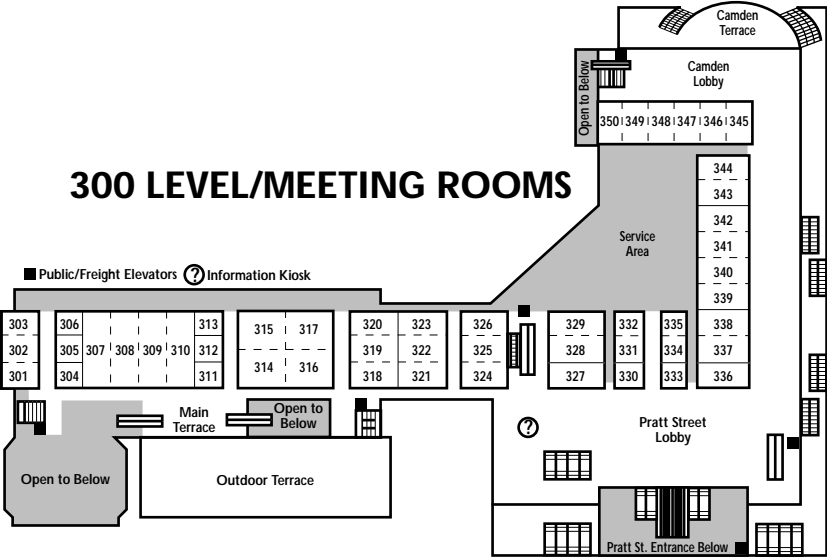 Camden
Terrace
Camden
Lobby
Open to Below
350 349 348 347 346 345
300 LEVEL/MEETING ROOMS
344
343
342
341
340
339
338
337
336
Service
Area
Public/Freight Elevators ? Information Kiosk
303 306 313 315 317 320 323 326 329 332 335
302 305 307 308 309 310 312 319 322 325 328 331 334
301 304 311 314 316 318 321 324 327 330 333
Main
Terrace
Open to
Below
?
Pratt Street
Lobby
Open to Below
Outdoor Terrace
Pratt St. Entrance Below